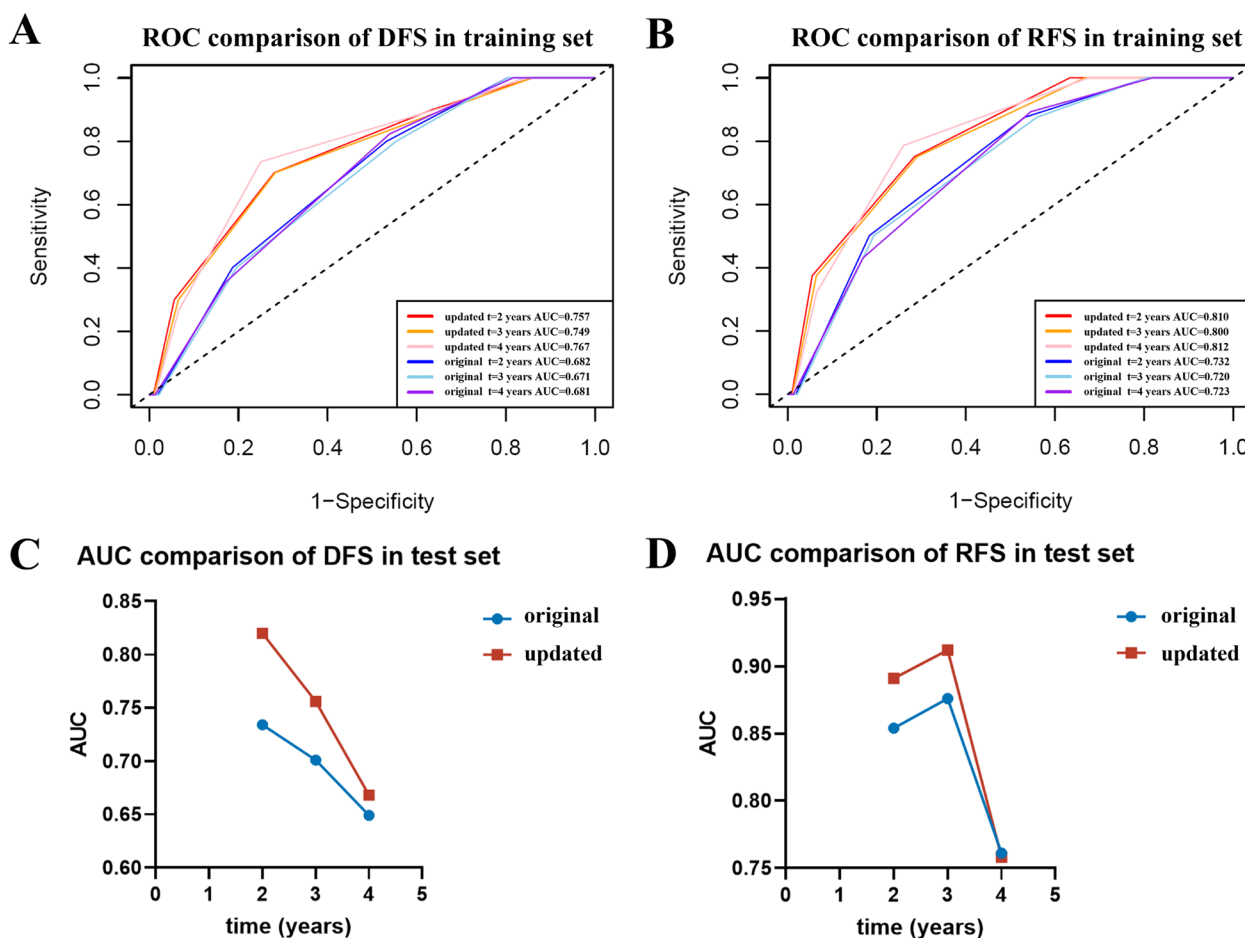 A
ROC comparison of DFS in training set
Sensitivity
1.0
0.8
0.6
0.4
0.2
0.0
updated t=2 years AUC=0.757
updated t=3 years AUC=0.749
updated t=4 years AUC=0.767
original t=2 years AUC=0.682
original t=3 years AUC=0.671
original t=4 years AUC=0.681
0.0 0.2 0.4 0.6 0.8 1.0
1−Specificity
B
ROC comparison of RFS in training set
Sensitivity
1.0
0.8
0.6
0.4
0.2
0.0
updated t=2 years AUC=0.810
updated t=3 years AUC=0.800
updated t=4 years AUC=0.812
original t=2 years AUC=0.732
original t=3 years AUC=0.720
original t=4 years AUC=0.723
0.0 0.2 0.4 0.6 0.8 1.0
1−Specificity
C
AUC comparison of DFS in test set
AUC
0.85
0.80
0.75
0.70
0.65
0.60
original
updated
0 1 2 3 4 5
time (years)
D
AUC comparison of RFS in test set
AUC
0.95
0.90
0.85
0.80
0.75
original
updated
0 1 2 3 4 5
time (years)